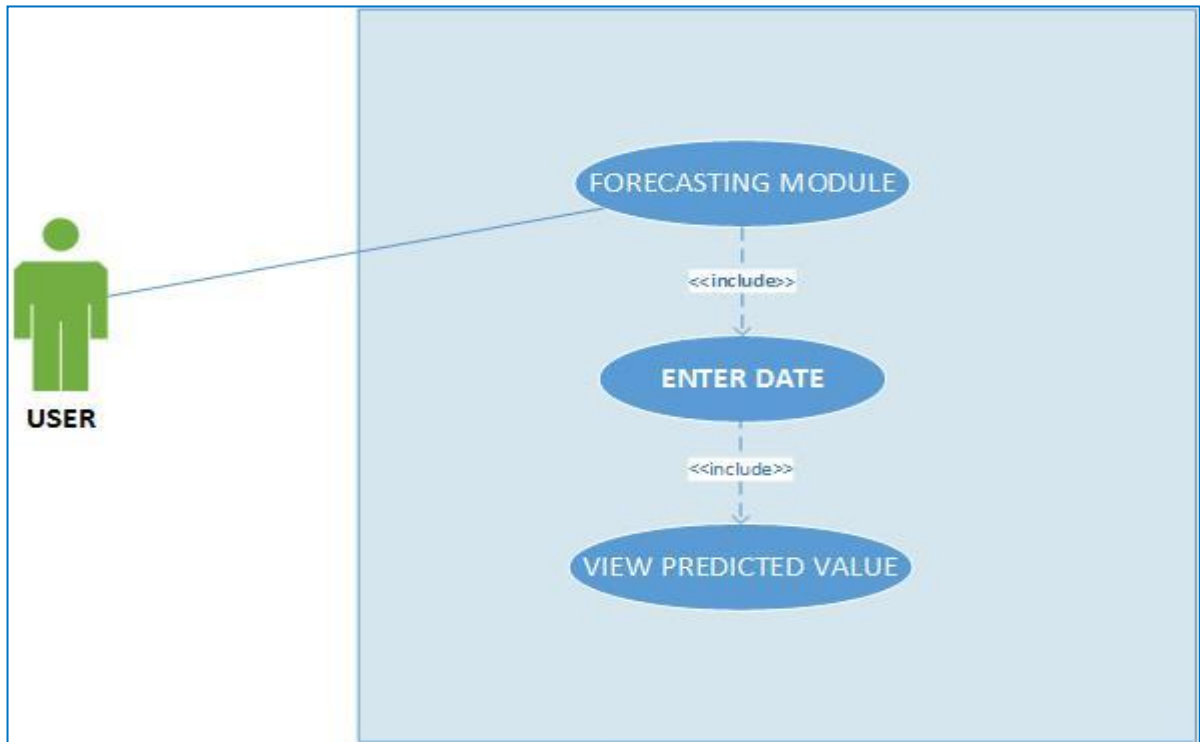 FORECASTING MODULE
<<include>>
ENTER DATE
USER
<<include>>
VIEW PREDICTED VALUE